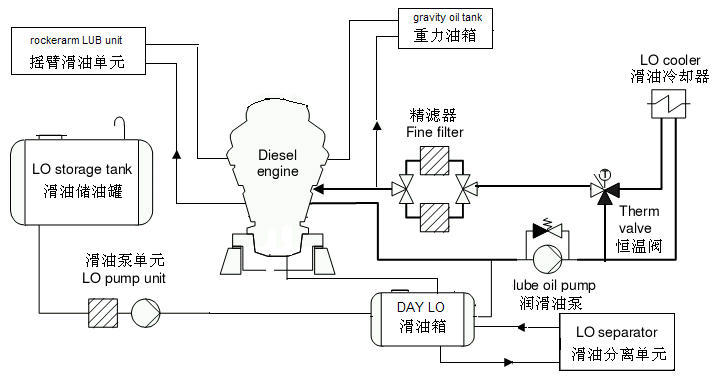 gravity oil tank
重力油箱
rockerarm LUB unit
摇臂滑油单元
LO cooler
滑油冷却器
精滤器
Fine filter
Diesel
engine
LO storage tank
滑油储油罐
T
Therm
valve
恒温阀
滑油泵单元
LO pump unit
lube oil pump
润滑油泵
DAY LO
滑油箱
LO separator
滑油分离单元